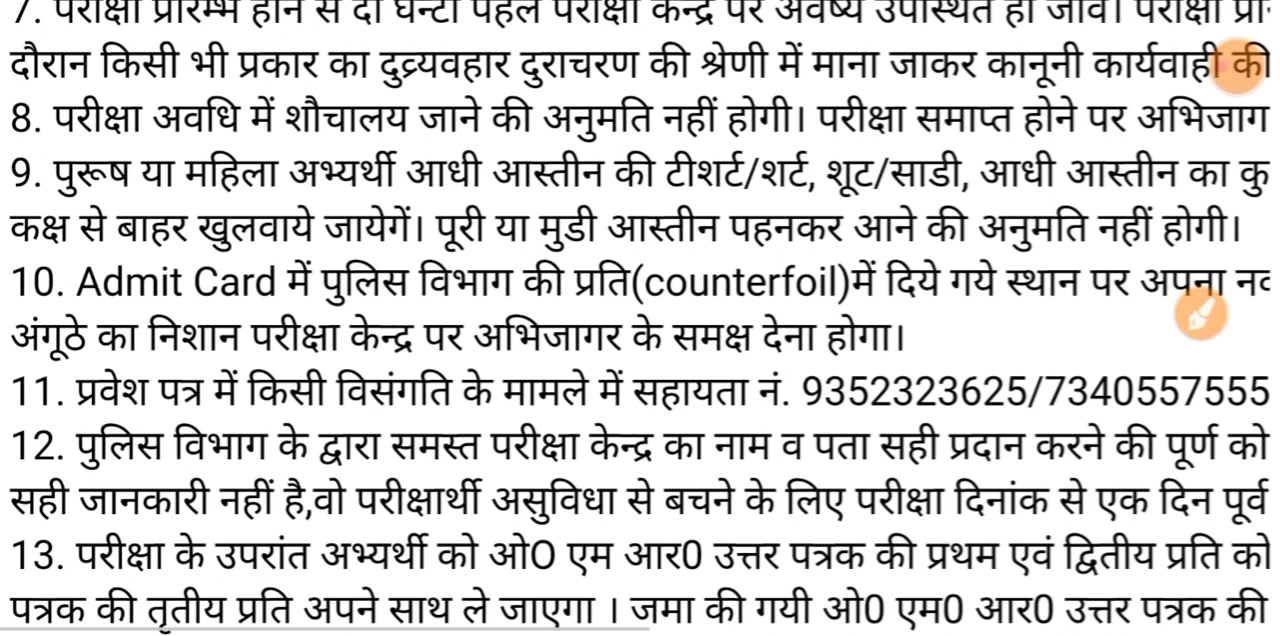 7. परीक्षा प्रारम्भ होने से दो घन्टा पहले परीक्षा केन्द्र पर अवष्य उपस्थित हो जावें। परीक्षा
दौरान किसी भी प्रकार का दुव्र्यवहार दुराचरण की श्रेणी में माना जाकर कानूनी कार्यवाही की
8. परीक्षा अवधि में शौचालय जाने की अनुमति नहीं होगी। परीक्षा समाप्त होने पर अभिजाग
9. पुरूष या महिला अभ्यर्थी आधी आस्तीन की टीशर्ट/शर्ट, शूट/साडी, आधी आस्तीन का कु
कक्ष से बाहर खुलवाये जायेगें। पूरी या मुडी आस्तीन पहनकर आने की अनुमति नहीं होगी।
10. Admit Card में पुलिस विभाग की प्रति(counterfoil)में दिये गये स्थान पर अपना
अंगूठे का निशान परीक्षा केन्द्र पर अभिजागर के समक्ष देना होगा।
11. प्रवेश पत्र में किसी विसंगति के मामले में सहायता नं. 9352323625/7340557555
12. पुलिस विभाग के द्वारा समस्त परीक्षा केन्द्र का नाम व पता सही प्रदान करने की पूर्ण को
सही जानकारी नहीं है,वो परीक्षार्थी असुविधा से बचने के लिए परीक्षा दिनांक से एक दिन पूर्व
13. परीक्षा के उपरांत अभ्यर्थी को ओ0 एम आर0 उत्तर पत्रक की प्रथम एवं द्वितीय प्रति को
पत्रक की तृतीय प्रति अपने साथ ले जाएगा । जमा की गयी ओ0 एम0 आर0 उत्तर पत्रक की